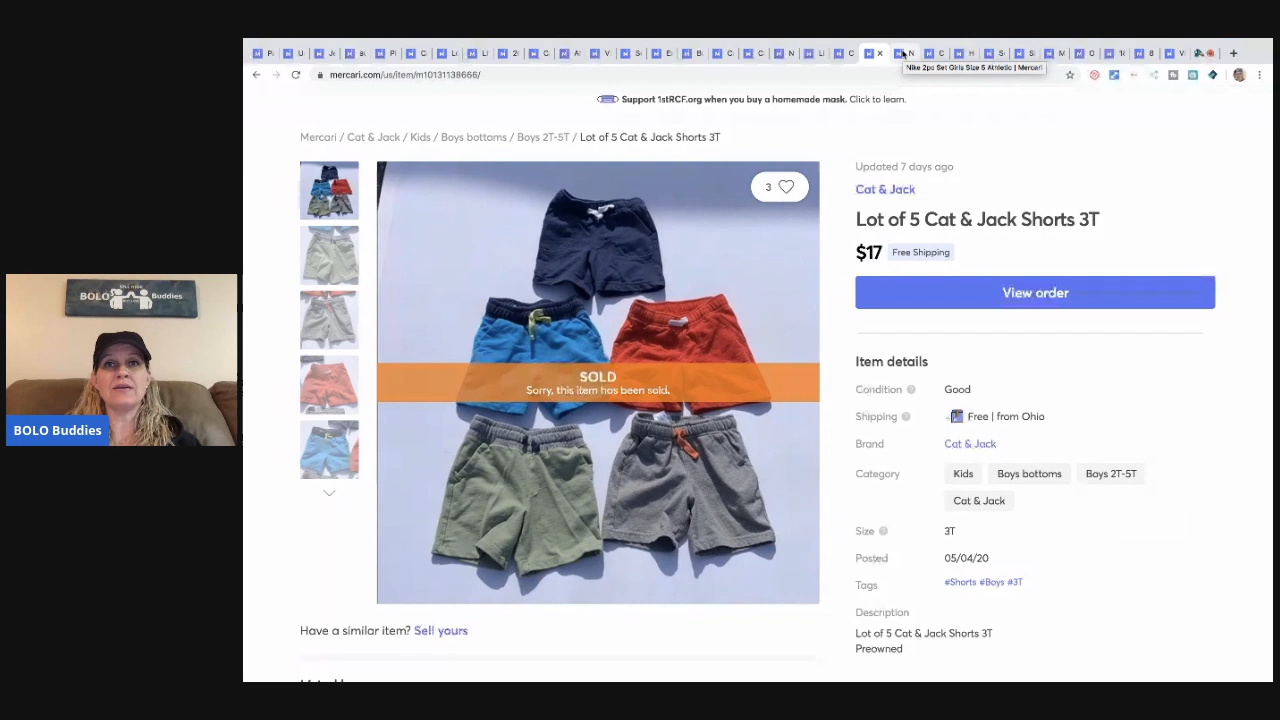 mercari.com/us/item/m10131138666/
Nike 2pc Set Girls Size 5 Athletic | Mercari
Support 1stRCF.org when you buy a homemade mask. Click to learn.
Mercari / Cat & Jack / Kids / Boys bottoms / Boys 2T-5T / Lot of 5 Cat & Jack Shorts 3T
3
Updated 7 days ago
Cat & Jack
Lot of 5 Cat & Jack Shorts 3T
$17 Free Shipping
View order
SOLD
Sorry, this item has been sold.
Item details
Condition Good
Shipping Free | from Ohio
Brand Cat & Jack
Category Kids Boys bottoms Boys 2T-5T
Cat & Jack
Size 3T
Posted 05/04/20
Tags #Shorts #Boys #3T
Description
Lot of 5 Cat & Jack Shorts 3T
Preowned
Have a similar item? Sell yours
BOLO Buddies
BOLO Buddies